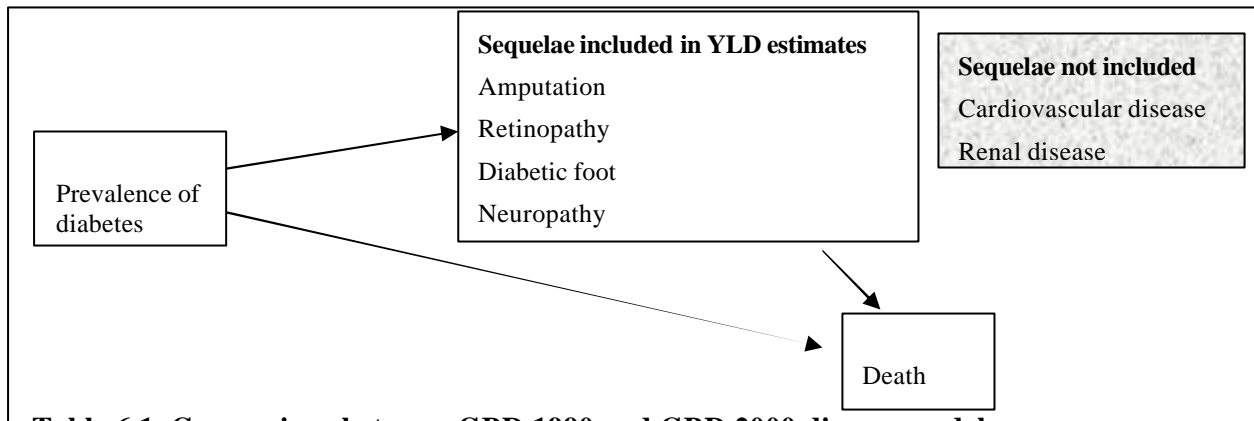 Sequelae included in YLD estimates
Amputation
Retinopathy
Diabetic foot
Neuropathy
Sequelae not included
Cardiovascular disease
Renal disease
Prevalence of
diabetes
Death